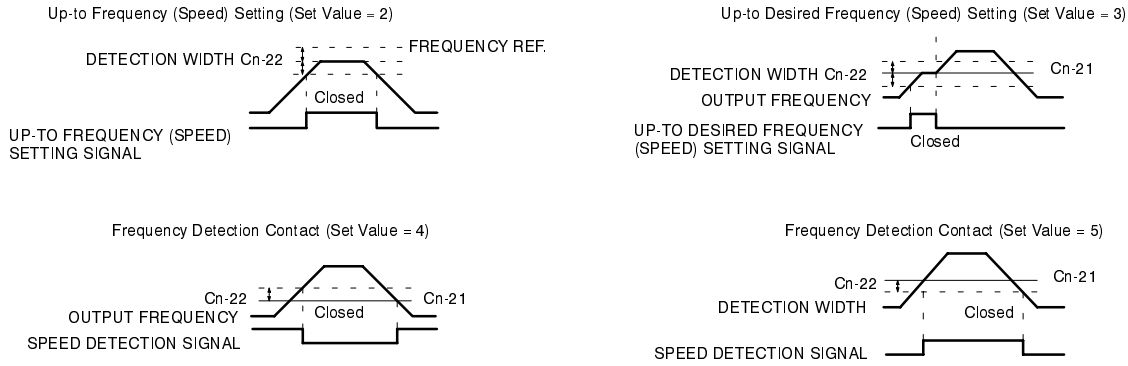 Up-to Frequency (Speed) Setting (Set Value = 2)
FREQUENCY REF.
DETECTION WIDTH Cn-22
Closed
UP-TO FREQUENCY (SPEED)
SETTING SIGNAL
Up-to Desired Frequency (Speed) Setting (Set Value = 3)
Cn-21
DETECTION WIDTH Cn-22
OUTPUT FREQUENCY
UP-TO DESIRED FREQUENCY
(SPEED) SETTING SIGNAL
Closed
Frequency Detection Contact (Set Value = 4)
Cn-22
Cn-21
OUTPUT FREQUENCY
Closed
SPEED DETECTION SIGNAL
Frequency Detection Contact (Set Value = 5)
Cn-21
Cn-22
DETECTION WIDTH
Closed
SPEED DETECTION SIGNAL